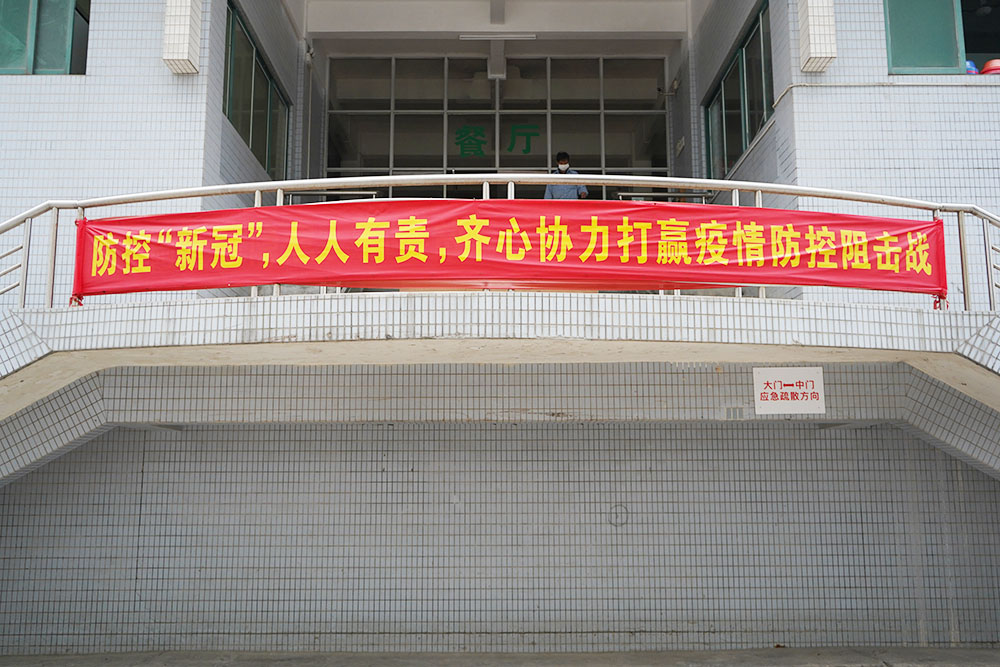 餐厅
防控“新冠”,人人有责,齐心协力打赢疫情防控阻击战
大门⟷中门
应急疏散方向